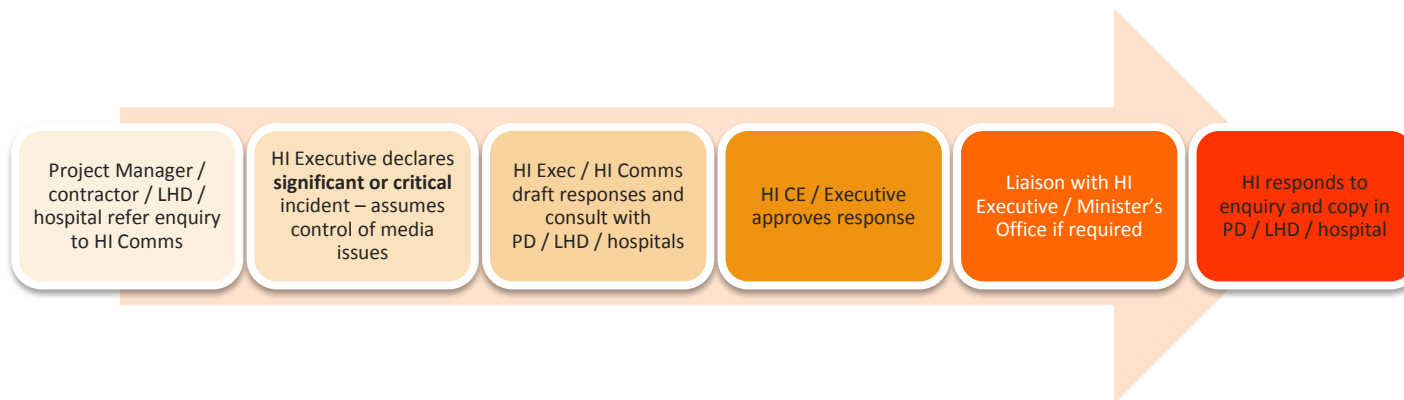 Project Manager /
contractor / LHD /
hospital refer enquiry
to HI Comms
HI Executive declares
significant or critical
incident – assumes
control of media
issues
HI Exec / HI Comms
draft responses and
consult with
PD / LHD / hospitals
HI CE / Executive
approves response
Liaison with HI
Executive / Minister’s
Office if required
HI responds to
enquiry and copy in
PD / LHD / hospital